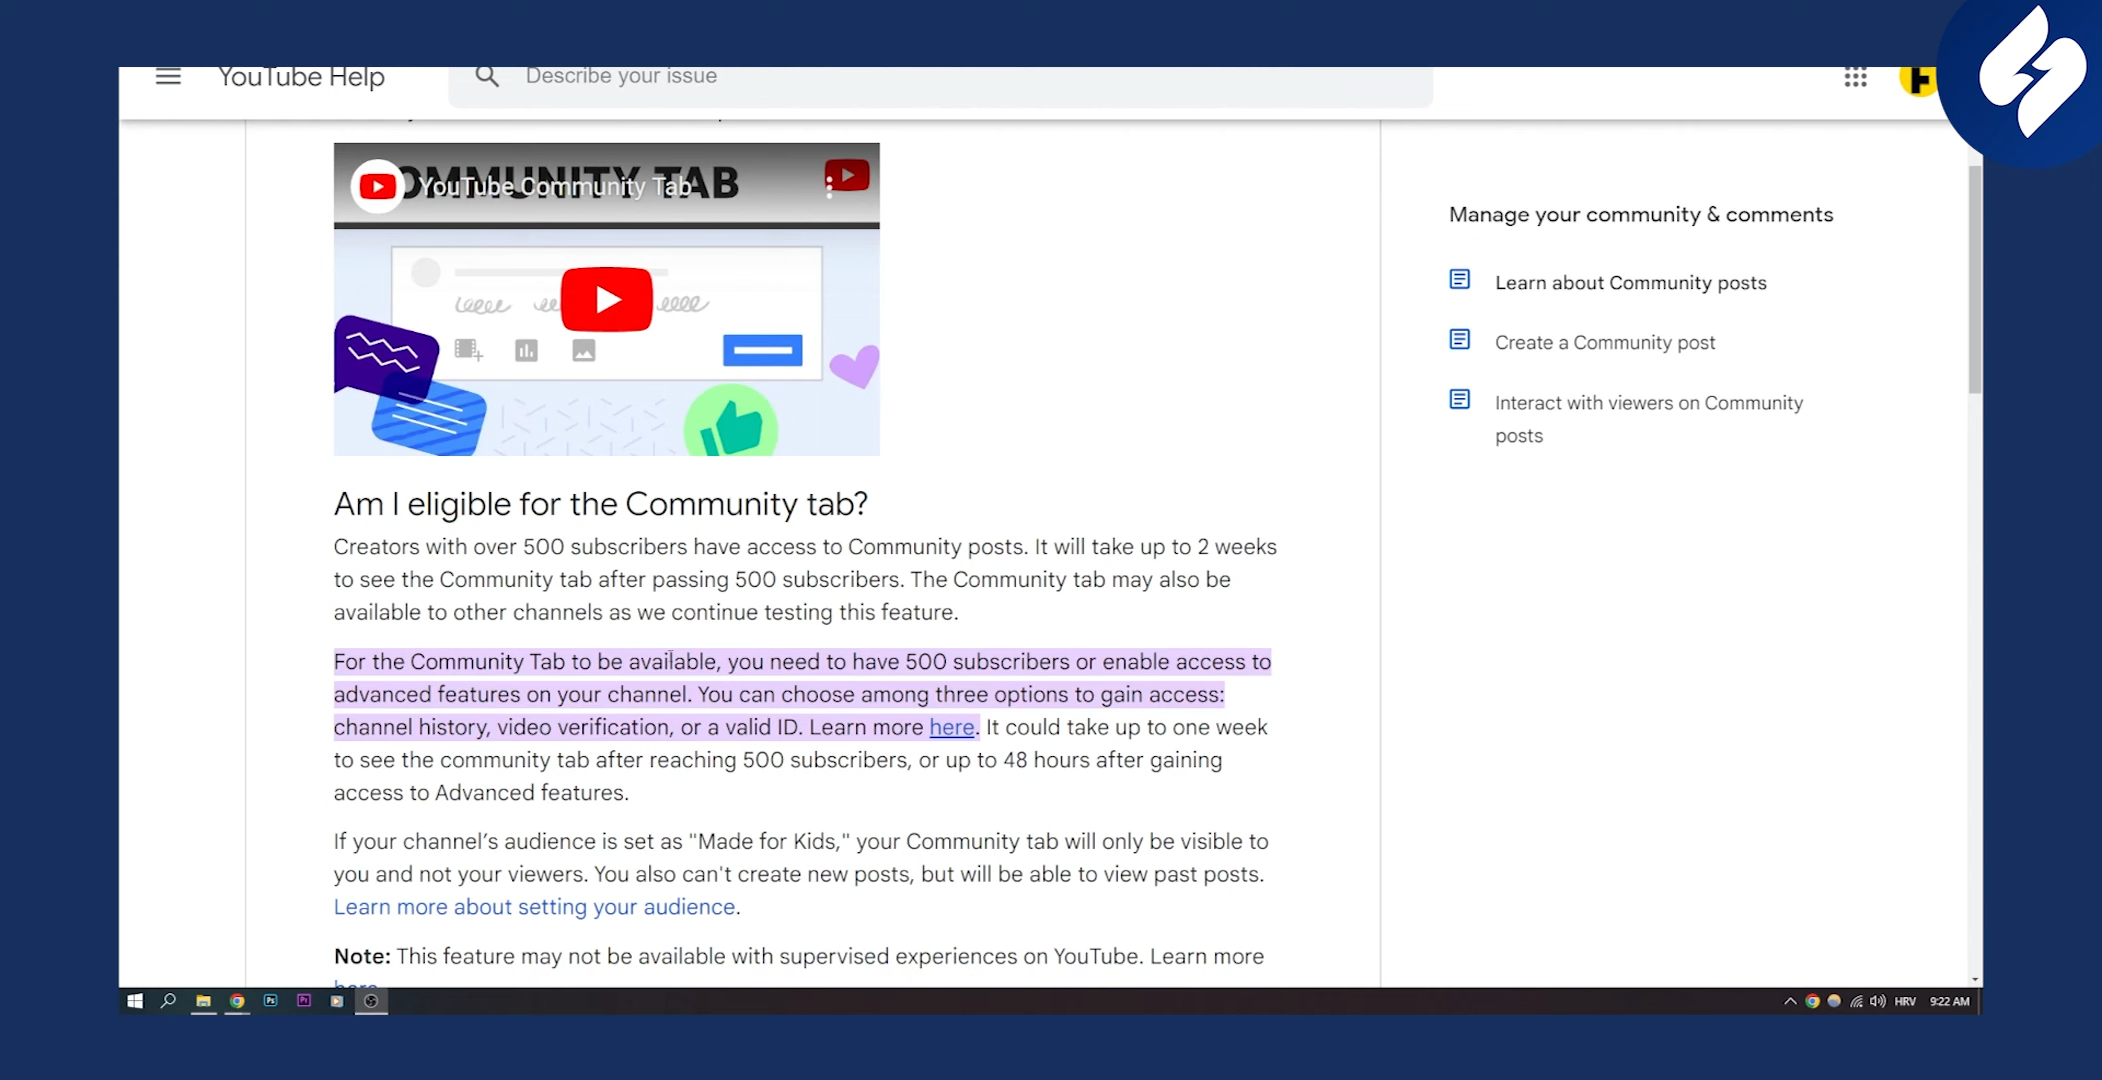 YouTube Help
Describe your issue
COMMUNITY TAB
YouTube Community Tab
Am I eligible for the Community tab?
Creators with over 500 subscribers have access to Community posts. It will take up to 2 weeks
to see the Community tab after passing 500 subscribers. The Community tab may also be
available to other channels as we continue testing this feature.
For the Community Tab to be available, you need to have 500 subscribers or enable access to
advanced features on your channel. You can choose among three options to gain access:
channel history, video verification, or a valid ID. Learn more here. It could take up to one week
to see the community tab after reaching 500 subscribers, or up to 48 hours after gaining
access to Advanced features.
If your channel’s audience is set as "Made for Kids," your Community tab will only be visible to
you and not your viewers. You also can't create new posts, but will be able to view past posts.
Learn more about setting your audience.
Note: This feature may not be available with supervised experiences on YouTube. Learn more
here
Manage your community & comments
Learn about Community posts
Create a Community post
Interact with viewers on Community
posts
Ps
Pr
HRV
9:22 AM